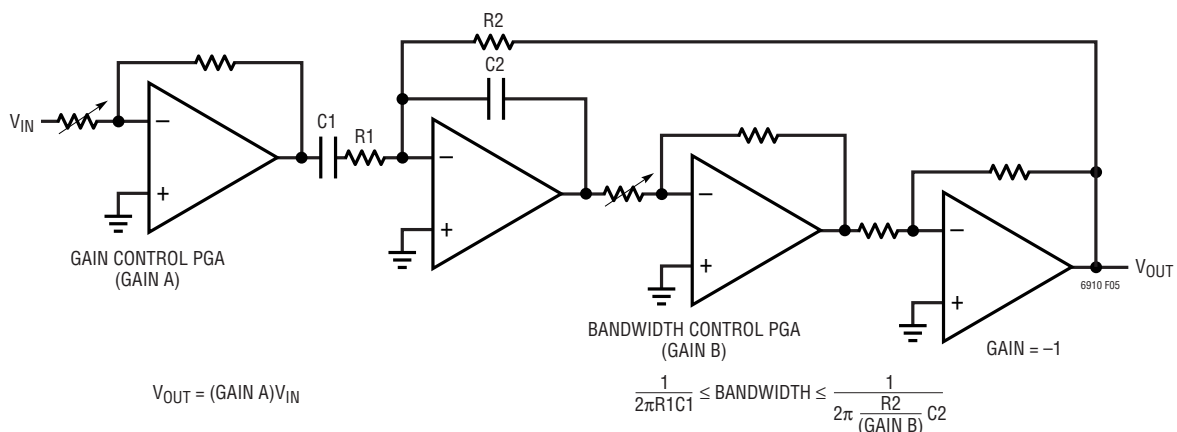 R2
C2
C1
R1
V_IN
−
+
−
+
−
+
−
+
V_OUT
6910 F05
GAIN CONTROL PGA
(GAIN A)
BANDWIDTH CONTROL PGA
(GAIN B)
GAIN = –1
V_OUT = (GAIN A)V_IN
1/(2πR1C1) ≤ BANDWIDTH ≤ 1/(2π R2/(GAIN B) C2)